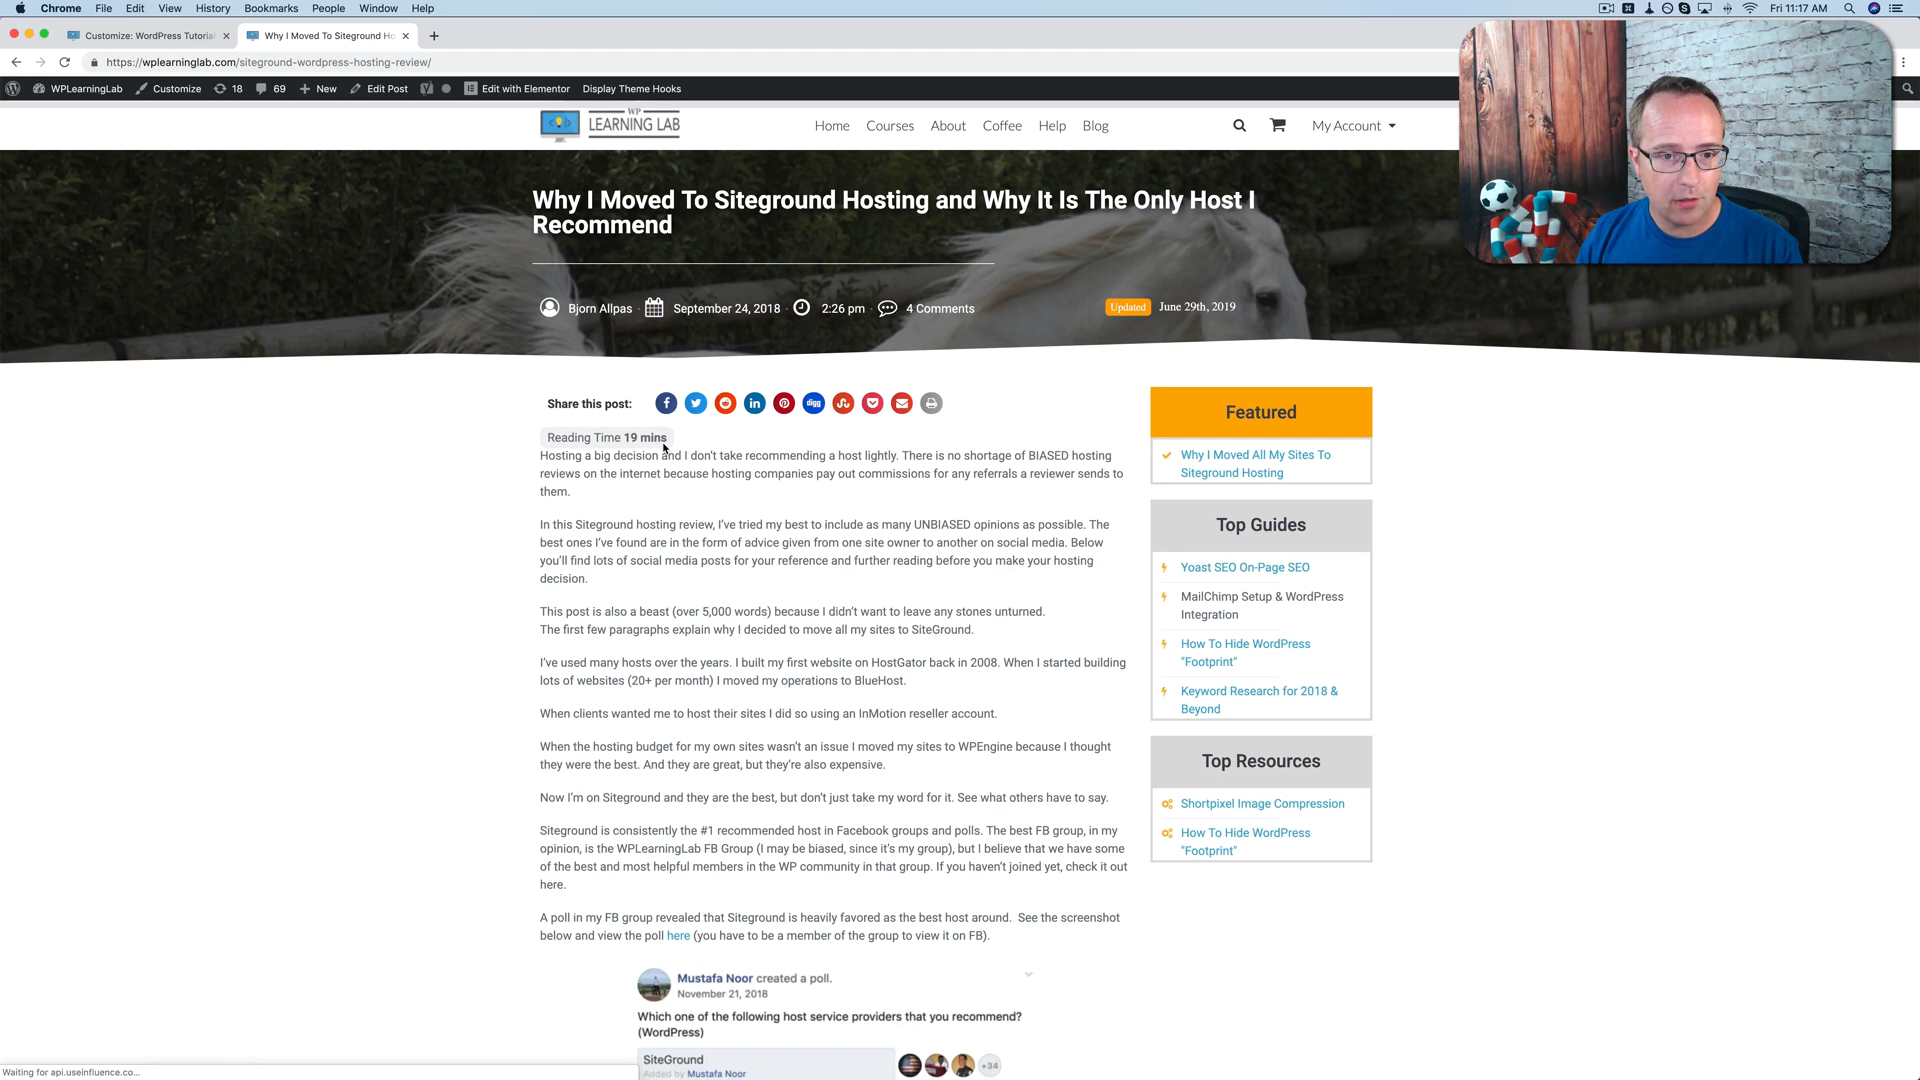 Chrome File Edit View History Bookmarks People Window Help
Fri 11:17 AM
Customize: WordPress Tutorial
Why I Moved To Siteground Ho
https://wplearninglab.com/siteground-wordpress-hosting-review/
WPLearningLab Customize 18 69 New Edit Post Edit with Elementor Display Theme Hooks
WP
LEARNING LAB
Home Courses About Coffee Help Blog
My Account
Why I Moved To Siteground Hosting and Why It Is The Only Host I
Recommend
Bjorn Allpas · September 24, 2018 · 2:26 pm · 4 Comments
Updated June 29th, 2019
Share this post:
digg
Reading Time 19 mins
Hosting a big decision and I don't take recommending a host lightly. There is no shortage of BIASED hosting
reviews on the internet because hosting companies pay out commissions for any referrals a reviewer sends to
them.
In this Siteground hosting review, I've tried my best to include as many UNBIASED opinions as possible. The
best ones I've found are in the form of advice given from one site owner to another on social media. Below
you'll find lots of social media posts for your reference and further reading before you make your hosting
decision.
This post is also a beast (over 5,000 words) because I didn't want to leave any stones unturned.
The first few paragraphs explain why I decided to move all my sites to SiteGround.
I've used many hosts over the years. I built my first website on HostGator back in 2008. When I started building
lots of websites (20+ per month) I moved my operations to BlueHost.
When clients wanted me to host their sites I did so using an InMotion reseller account.
When the hosting budget for my own sites wasn't an issue I moved my sites to WPEngine because I thought
they were the best. And they are great, but they're also expensive.
Now I'm on Siteground and they are the best, but don't just take my word for it. See what others have to say.
Siteground is consistently the #1 recommended host in Facebook groups and polls. The best FB group, in my
opinion, is the WPLearningLab FB Group (I may be biased, since it's my group), but I believe that we have some
of the best and most helpful members in the WP community in that group. If you haven't joined yet, check it out
here.
A poll in my FB group revealed that Siteground is heavily favored as the best host around. See the screenshot
below and view the poll here (you have to be a member of the group to view it on FB).
Mustafa Noor created a poll.
November 21, 2018
Which one of the following host service providers that you recommend?
(WordPress)
SiteGround
Added by Mustafa Noor
+34
Featured
Why I Moved All My Sites To
Siteground Hosting
Top Guides
Yoast SEO On-Page SEO
MailChimp Setup & WordPress
Integration
How To Hide WordPress
"Footprint"
Keyword Research for 2018 &
Beyond
Top Resources
Shortpixel Image Compression
How To Hide WordPress
"Footprint"
Waiting for api.useinfluence.co...